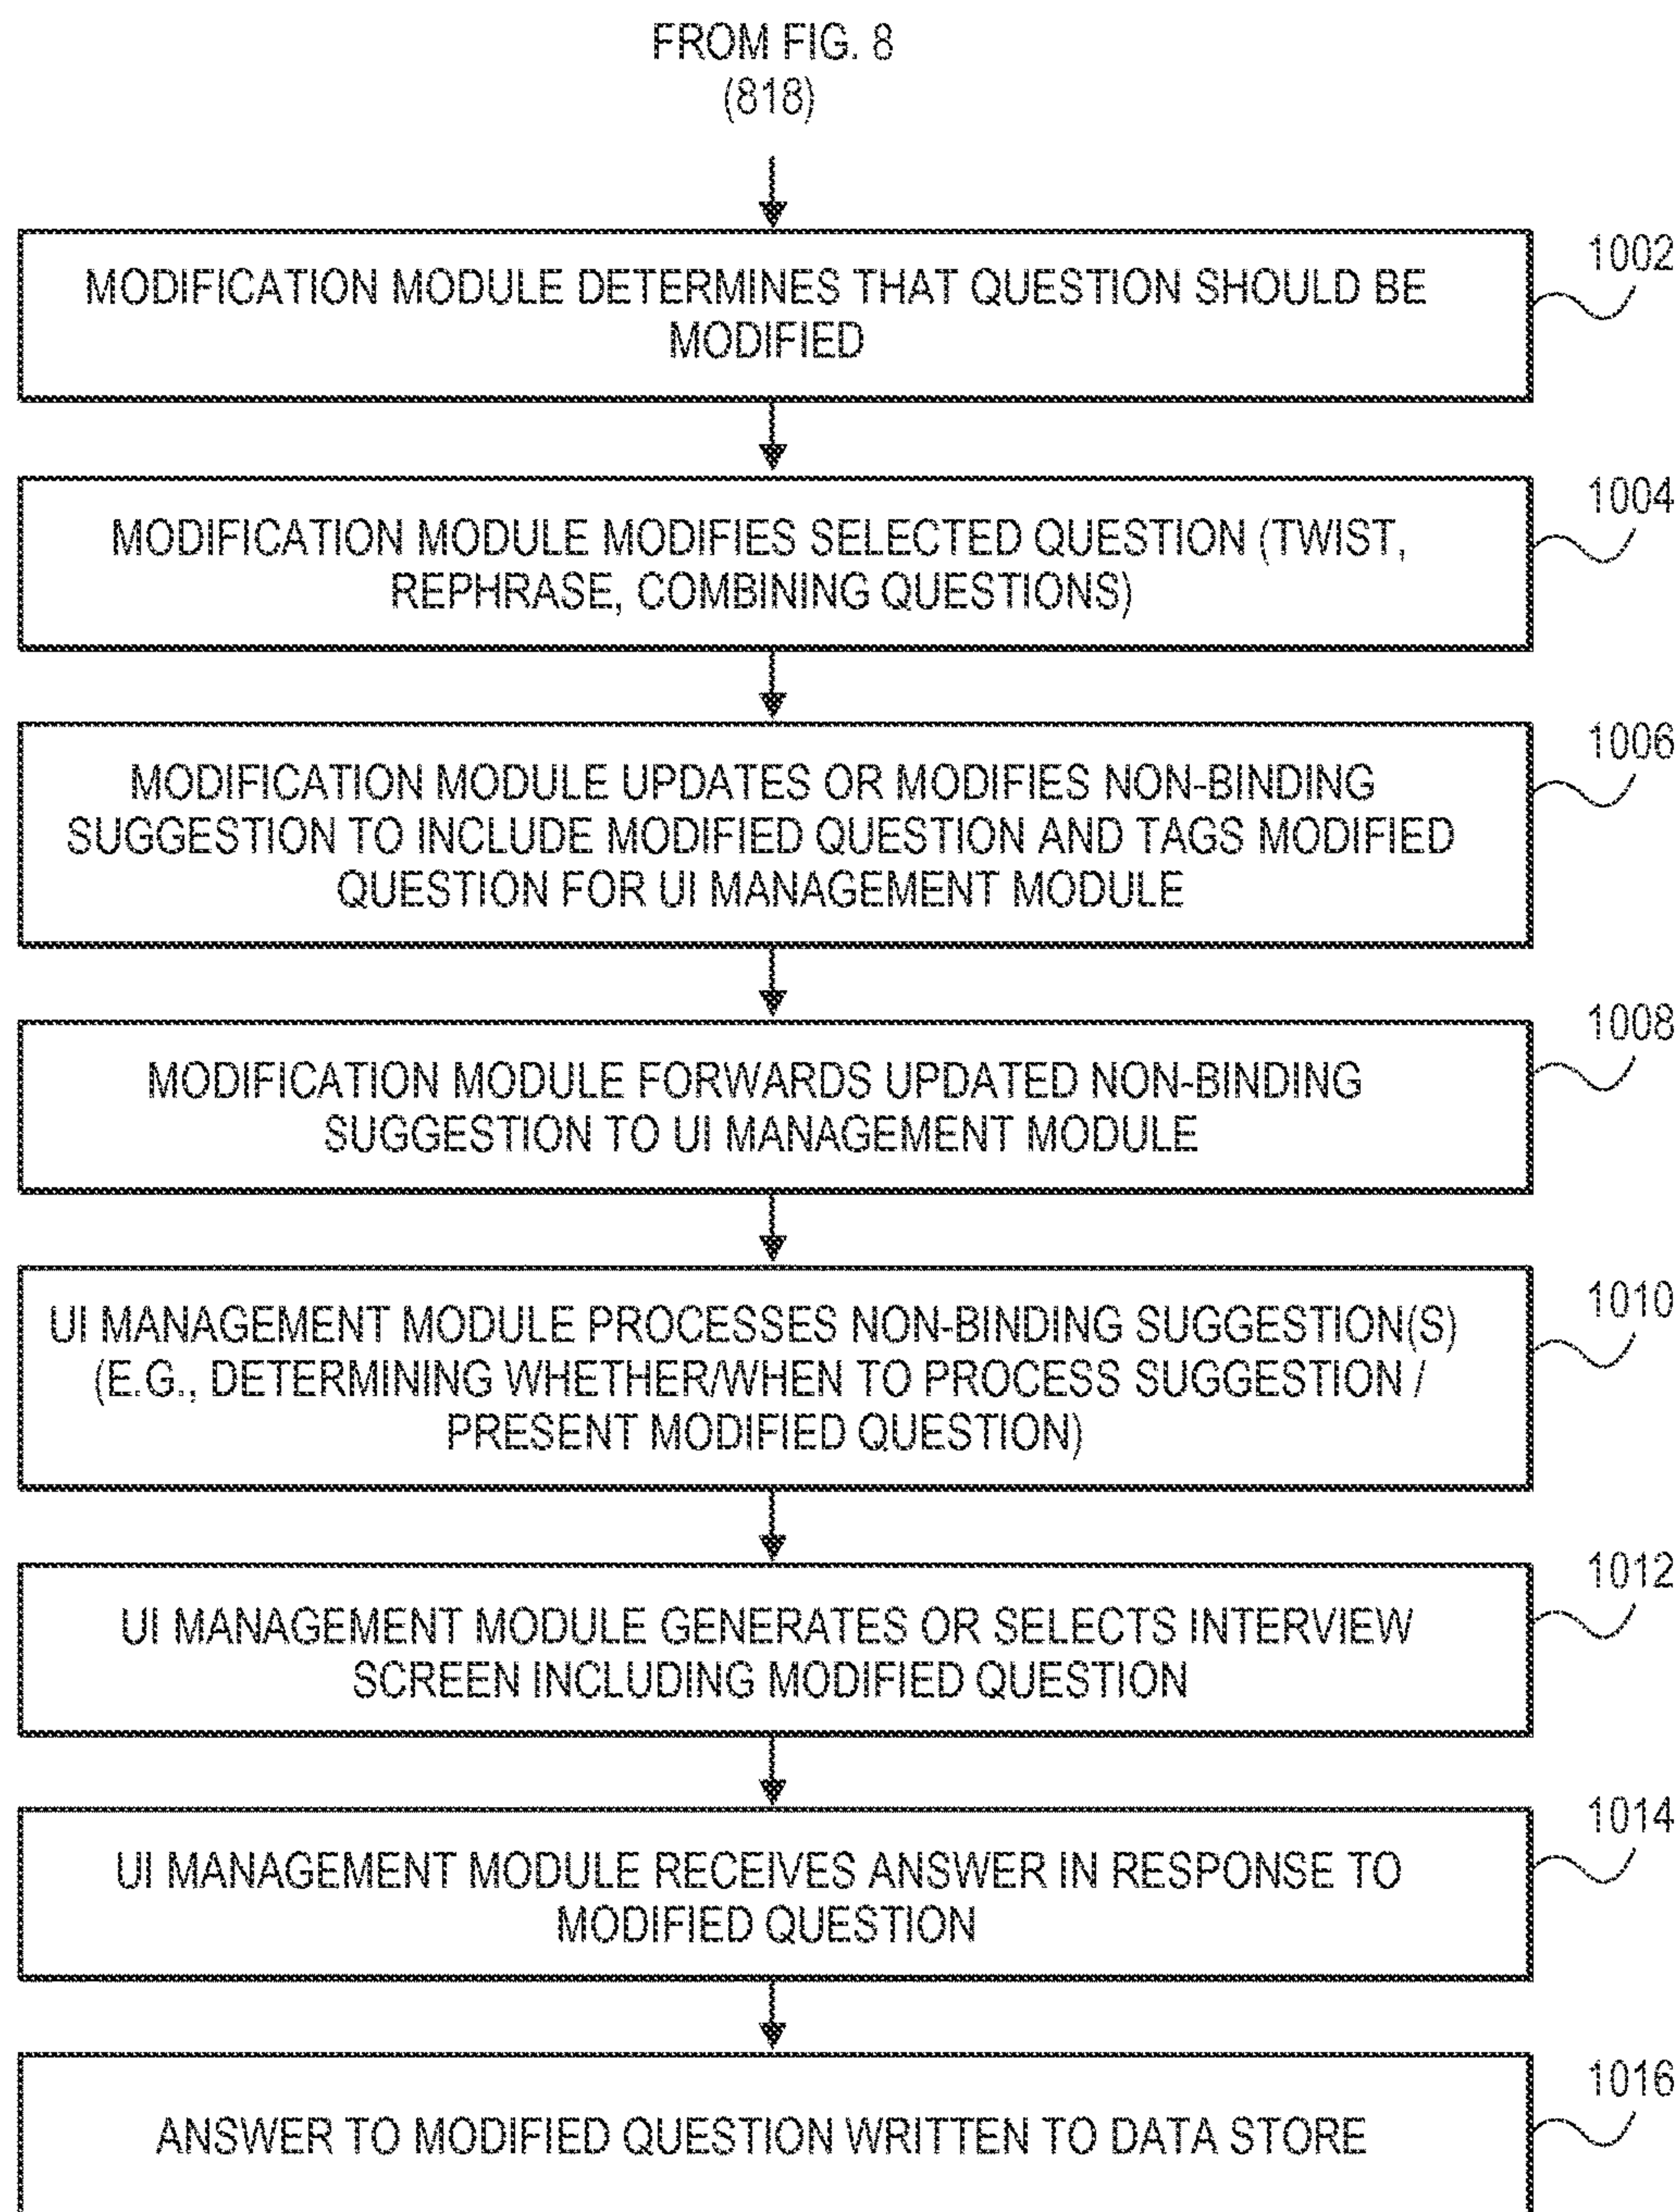 FROM FIG. 8
(818)
1002
MODIFICATION MODULE DETERMINES THAT QUESTION SHOULD BE
MODIFIED
1004
MODIFICATION MODULE MODIFIES SELECTED QUESTION (TWIST,
REPHRASE, COMBINING QUESTIONS)
1006
MODIFICATION MODULE UPDATES OR MODIFIES NON-BINDING
SUGGESTION TO INCLUDE MODIFIED QUESTION AND TAGS MODIFIED
QUESTION FOR UI MANAGEMENT MODULE
1008
MODIFICATION MODULE FORWARDS UPDATED NON-BINDING
SUGGESTION TO UI MANAGEMENT MODULE
1010
UI MANAGEMENT MODULE PROCESSES NON-BINDING SUGGESTION(S)
(E.G., DETERMINING WHETHER/WHEN TO PROCESS SUGGESTION /
PRESENT MODIFIED QUESTION)
1012
UI MANAGEMENT MODULE GENERATES OR SELECTS INTERVIEW
SCREEN INCLUDING MODIFIED QUESTION
1014
UI MANAGEMENT MODULE RECEIVES ANSWER IN RESPONSE TO
MODIFIED QUESTION
1016
ANSWER TO MODIFIED QUESTION WRITTEN TO DATA STORE